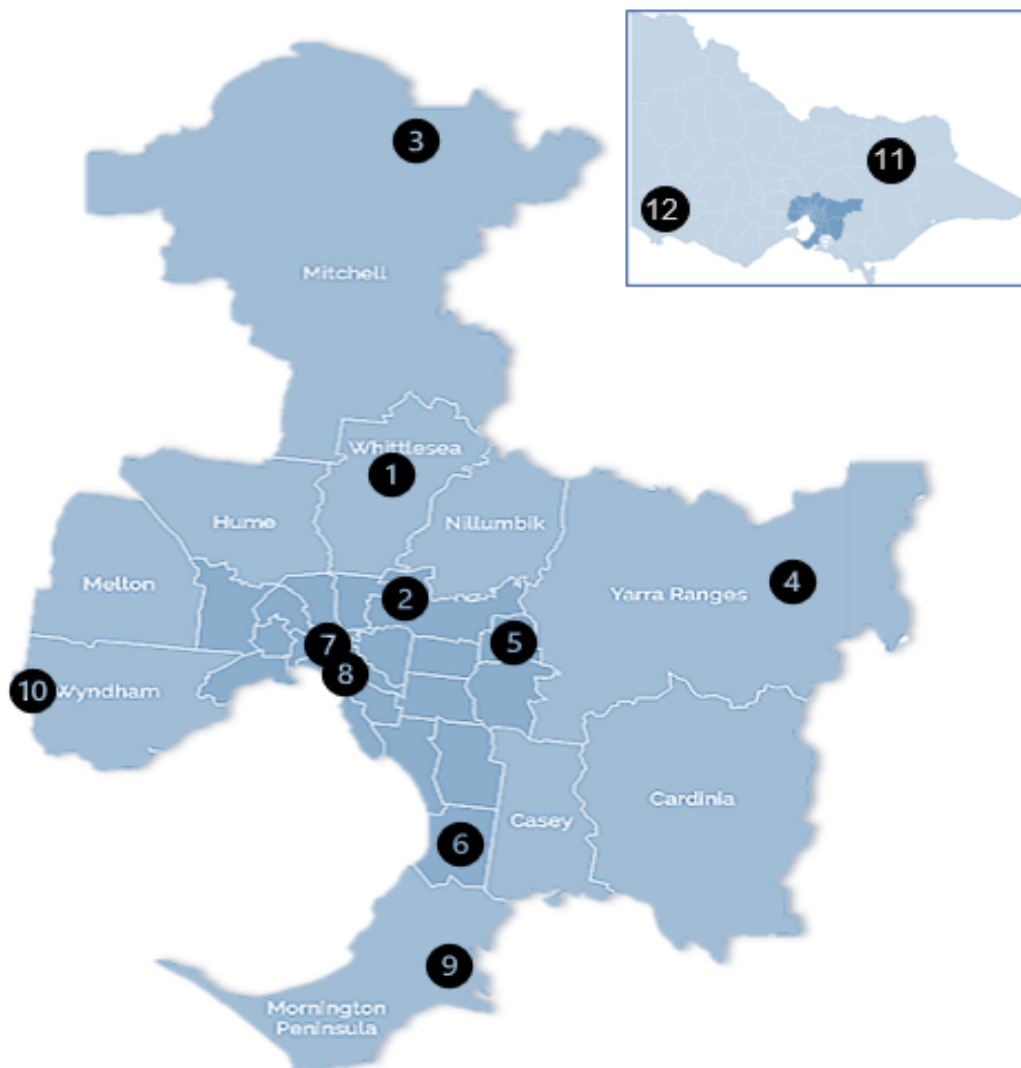 3
11
12
Mitchell
Whittlesea
1
Hume
Nillumbik
Melton
4
Yarra Ranges
2
7
5
8
10
Wyndham
Cardinia
Casey
6
9
Mornington
Peninsula